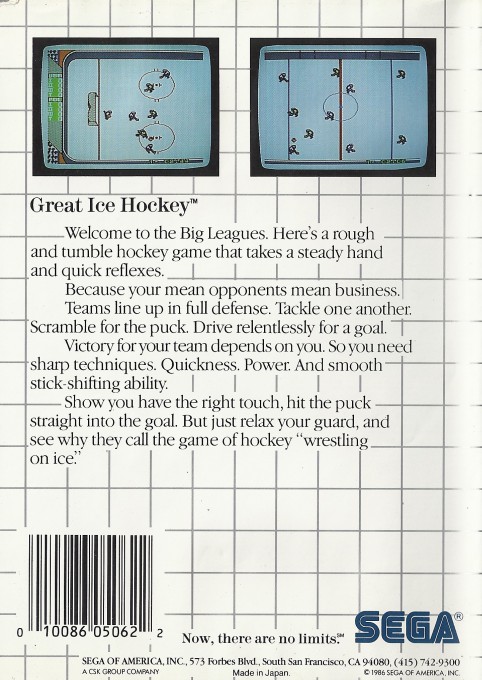 Great Ice Hockey™
Welcome to the Big Leagues. Here's a rough
and tumble hockey game that takes a steady hand
and quick reflexes.
Because your mean opponents mean business.
Teams line up in full defense. Tackle one another.
Scramble for the puck. Drive relentlessly for a goal.
Victory for your team depends on you. So you need
sharp techniques. Quickness. Power. And smooth
stick-shifting ability.
Show you have the right touch, hit the puck
straight into the goal. But just relax your guard, and
see why they call the game of hockey “wrestling
on ice.”
0 10086 05062 2
Now, there are no limits.℠
SEGA®
SEGA OF AMERICA, INC., 573 Forbes Blvd., South San Francisco, CA 94080, (415) 742-9300
A CSK GROUP COMPANY Made in Japan. © 1986 SEGA OF AMERICA, INC.